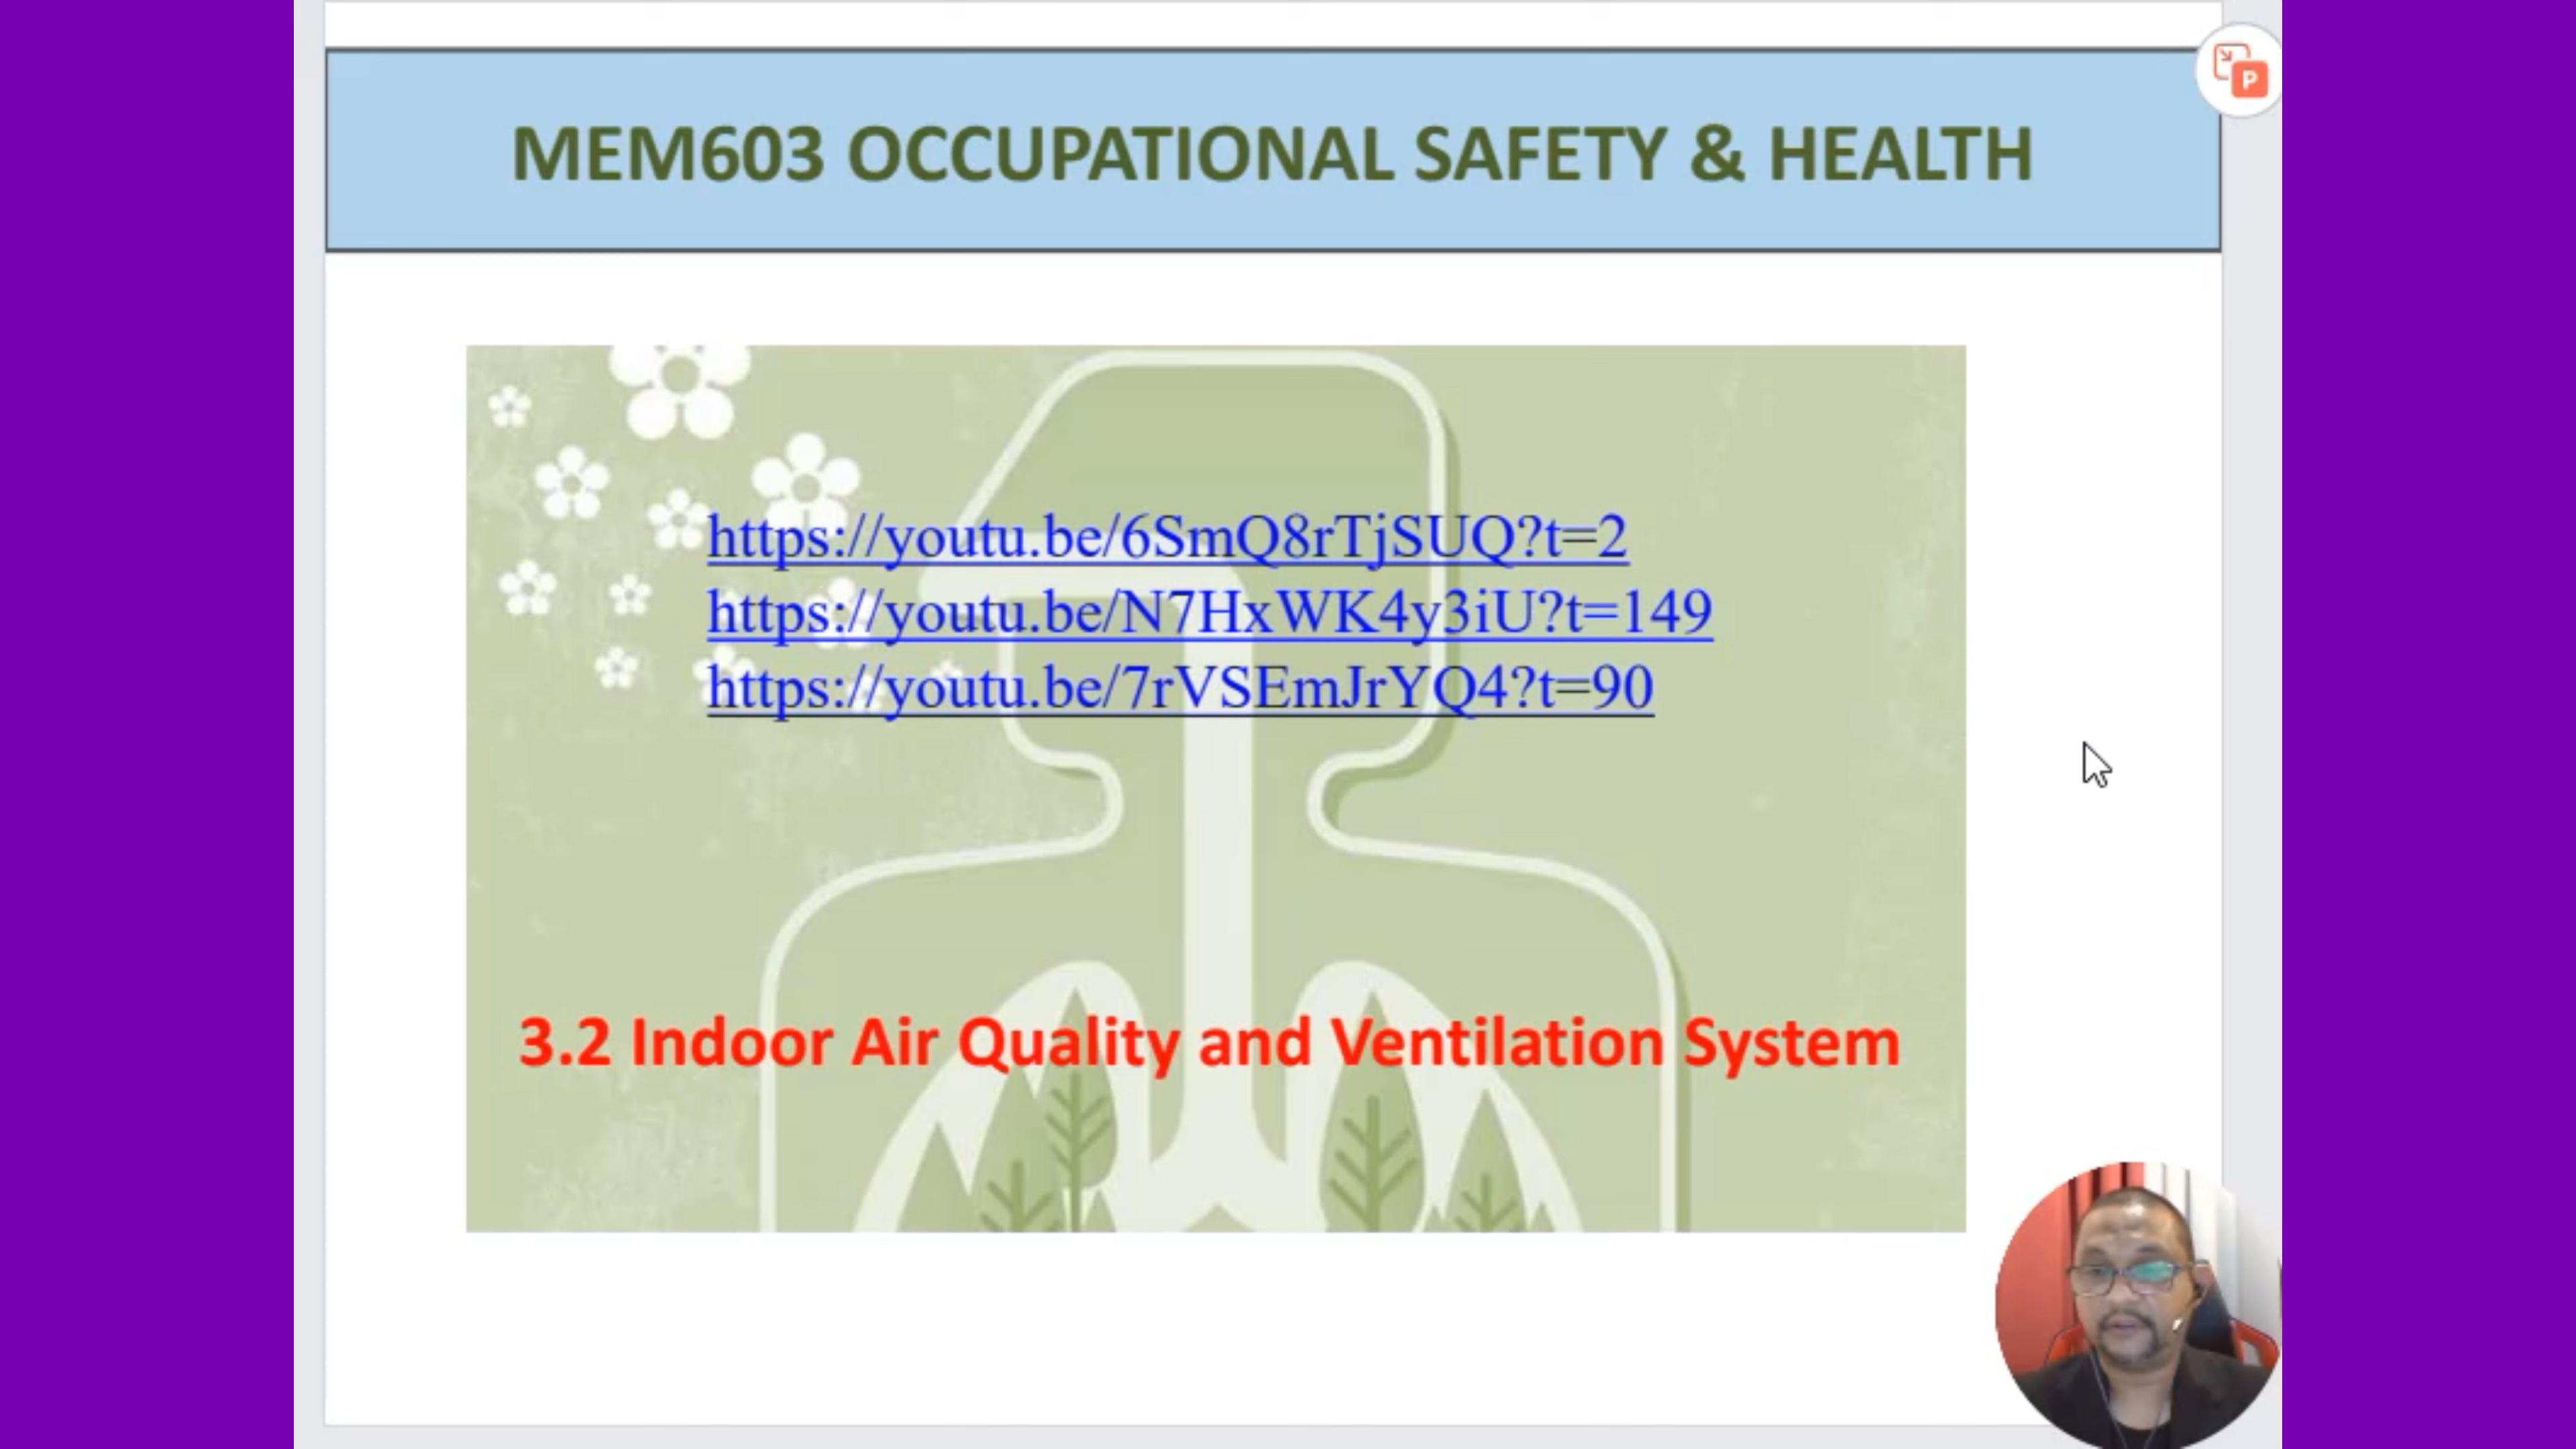 MEM603 OCCUPATIONAL SAFETY & HEALTH
P
https://youtu.be/6SmQ8rTjSUQ?t=2
https://youtu.be/N7HxWK4y3iU?t=149
https://youtu.be/7rVSEmJrYQ4?t=90
3.2 Indoor Air Quality and Ventilation System